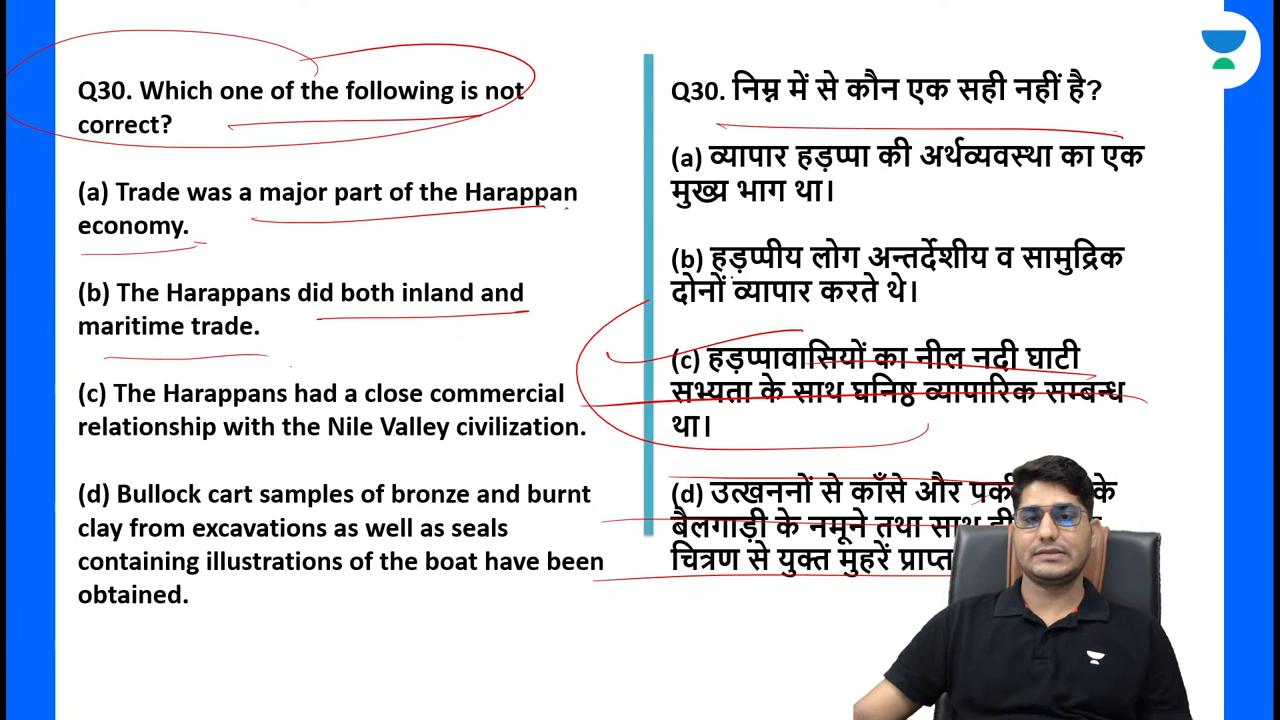 Q30. Which one of the following is not
correct?
(a) Trade was a major part of the Harappan
economy.
(b) The Harappans did both inland and
maritime trade.
(c) The Harappans had a close commercial
relationship with the Nile Valley civilization.
(d) Bullock cart samples of bronze and burnt
clay from excavations as well as seals
containing illustrations of the boat have been
obtained.
Q30. निम्न में से कौन एक सही नहीं है?
(a) व्यापार हड़प्पा की अर्थव्यवस्था का एक
मुख्य भाग था।
(b) हड़प्पीय लोग अन्तर्देशीय व सामुद्रिक
दोनों व्यापार करते थे।
(c) हड़प्पावासियों का नील नदी घाटी
सभ्यता के साथ घनिष्ठ व्यापारिक सम्बन्ध
था।
(d) उत्खननों से काँसे और के
बैलगाड़ी के नमूने तथा साथ
चित्रण से युक्त मुहरें प्राप्त